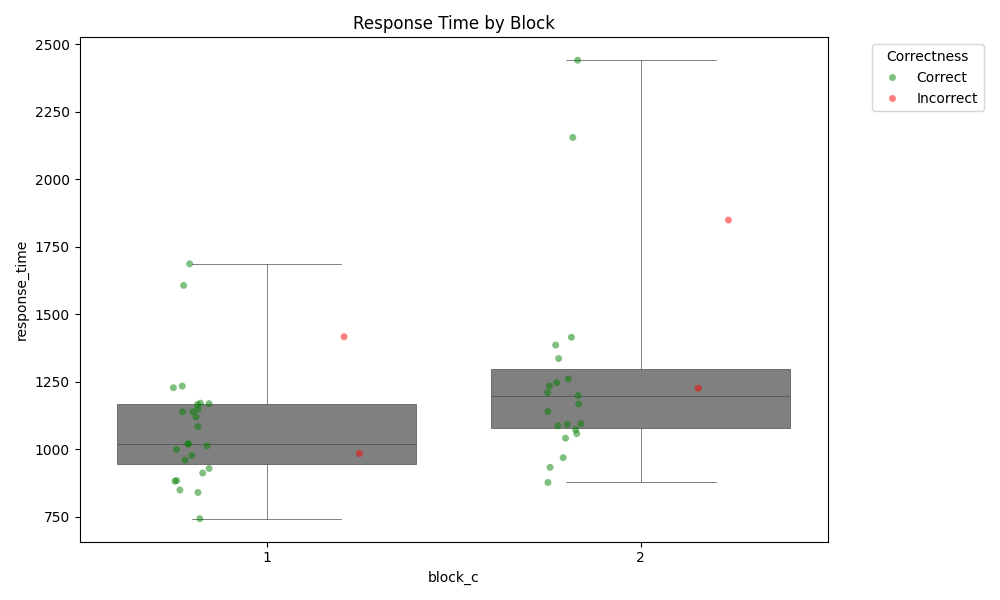 Response Time by Block
Correctness
Correct
Incorrect
response_time
2500
2250
2000
1750
1500
1250
1000
750
1
2
block_c